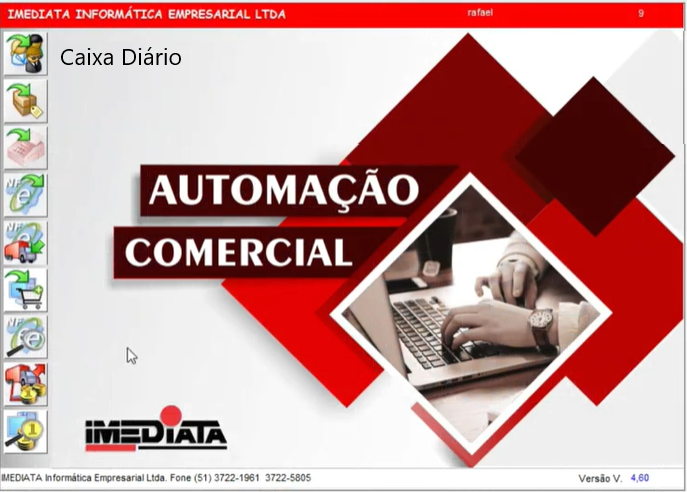 IMEDIATA INFORMÁTICA EMPRESARIAL LTDA rafael 9
Caixa Diário
AUTOMAÇÃO
COMERCIAL
IMEDIATA
IMEDIATA Informática Empresarial Ltda. Fone (51) 3722-1961 3722-5805 Versão V. 4,60